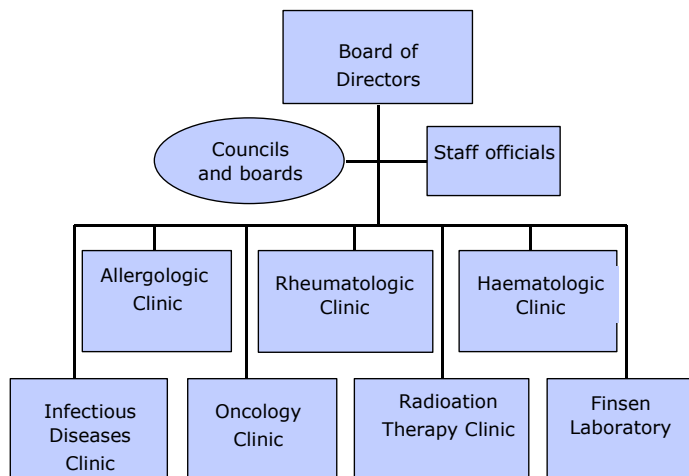 Board of
Directors
Councils
and boards
Staff officials
Allergologic
Clinic
Rheumatologic
Clinic
Haematologic
Clinic
Infectious
Diseases
Clinic
Oncology
Clinic
Radioation
Therapy Clinic
Finsen
Laboratory